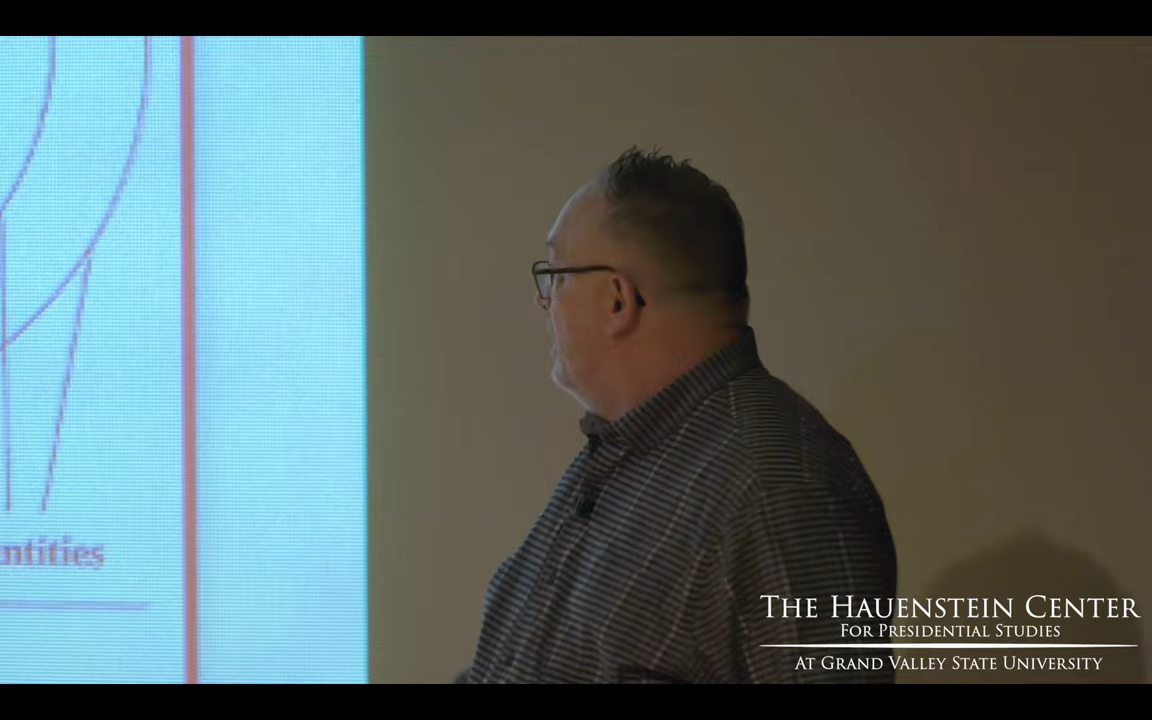 ntities
THE HAUENSTEIN CENTER
FOR PRESIDENTIAL STUDIES
AT GRAND VALLEY STATE UNIVERSITY